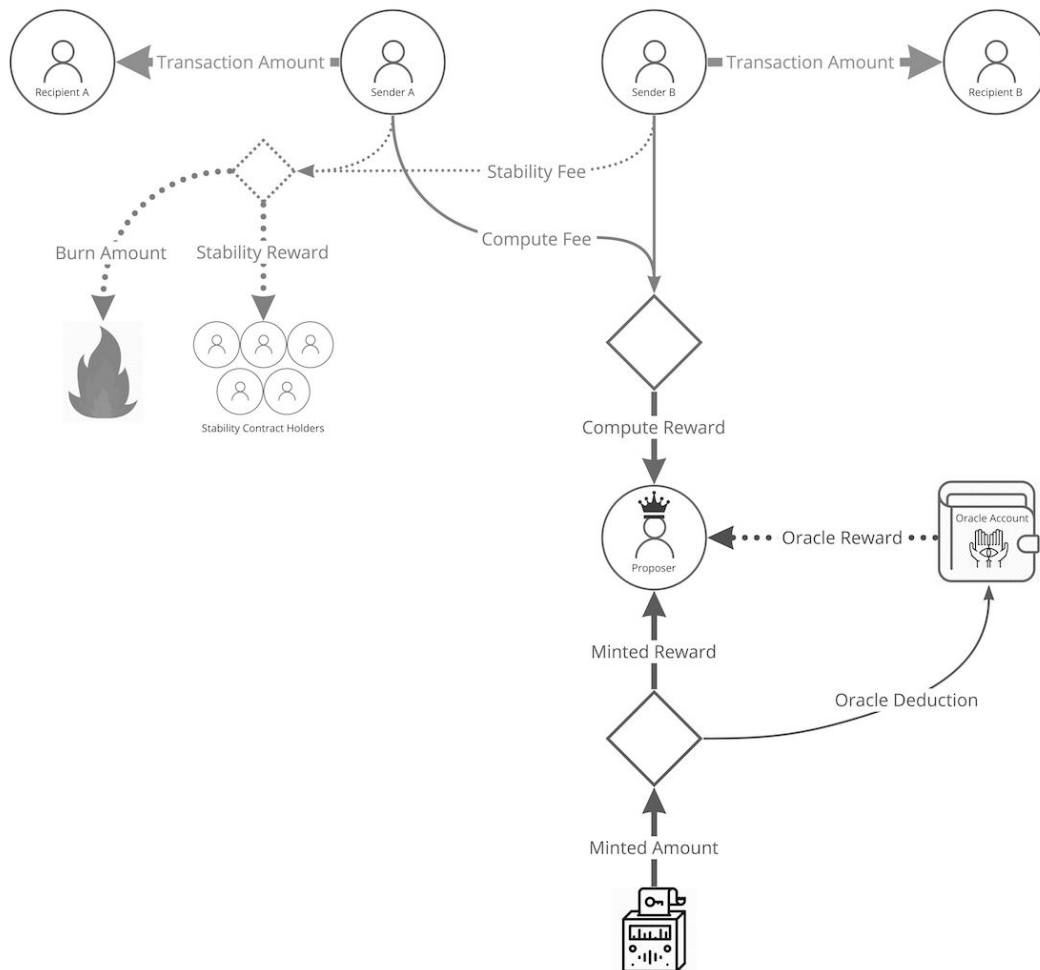 Transaction Amount
Transaction Amount
Recipient A
Sender A
Sender B
Recipient B
Stability Fee
Compute Fee
Burn Amount
Stability Reward
Stability Contract Holders
Compute Reward
Oracle Account
Oracle Reward
Proposer
Minted Reward
Oracle Deduction
Minted Amount